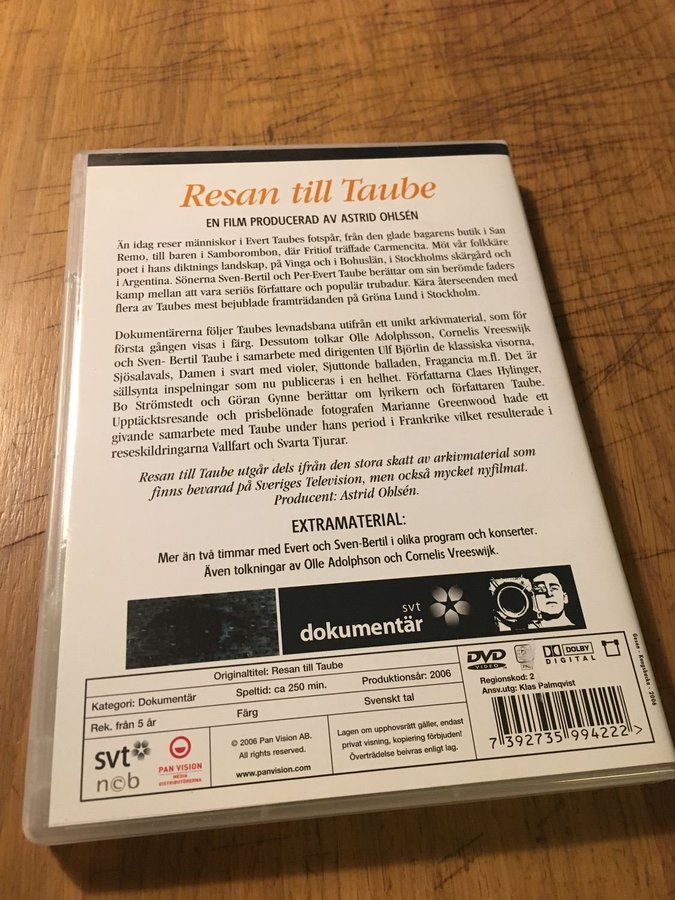 Resan till Taube
EN FILM PRODUCERAD AV ASTRID OHLSÉN
Än idag reser människor i Evert Taubes fotspår, från den glade bagarens butik i San
Remo, till baren i Samborombon, där Fritiof träffade Carmencita. Möt vår folkkäre
poet i hans diktnings landskap, på Vinga och i Bohuslän, i Stockholms skärgård och
i Argentina. Sönerna Sven-Bertil och Per-Evert Taube berättar om sin berömde faders
kamp mellan att vara seriös författare och populär trubadur. Kära återseenden med
flera av Taubes mest bejublade framträdanden på Gröna Lund i Stockholm.
Dokumentärerna följer Taubes levnadsbana utifrån ett unikt arkivmaterial, som för
första gången visas i färg. Dessutom tolkar Olle Adolphsson, Cornelis Vreeswijk
och Sven- Bertil Taube i samarbete med dirigenten Ulf Björlin de klassiska visorna,
Sjösalavals, Damen i svart med violer, Sjuttonde balladen, Fragancia m.fl. Det är
sällsynta inspelningar som nu publiceras i en helhet. Författarna Claes Hylinger,
Bo Strömstedt och Göran Gynne berättar om lyrikern och författaren Taube.
Upptäcktsresande och prisbelönade fotografen Marianne Greenwood hade ett
givande samarbete med Taube under hans period i Frankrike vilket resulterade i
reseskildringarna Vallfart och Svarta Tjurar.
Resan till Taube utgår dels ifrån den stora skatt av arkivmaterial som
finns bevarad på Sveriges Television, men också mycket nyfilmat.
Producent: Astrid Ohlsén.
EXTRAMATERIAL:
Mer än två timmar med Evert och Sven-Bertil i olika program och konserter.
Även tolkningar av Olle Adolphson och Cornelis Vreeswijk.
svt
dokumentär
Originaltitel: Resan till Taube
Kategori: Dokumentär
Speltid: ca 250 min.
Produktionsår: 2006
Rek. från 5 år
Färg
Svenskt tal
DVD
VIDEO
PAL
DOLBY
DIGITAL
Regionskod: 2
Ansv.utg: Klas Palmqvist
svt
n©b
PAN VISION
MEDIA
DISTRIBUTÖRERNA
© 2006 Pan Vision AB.
All rights reserved.
www.panvision.com
Lagen om upphovsrätt gäller, endast
privat visning, kopiering förbjuden!
Överträdelse beivras enligt lag.
7 392735 994222 >